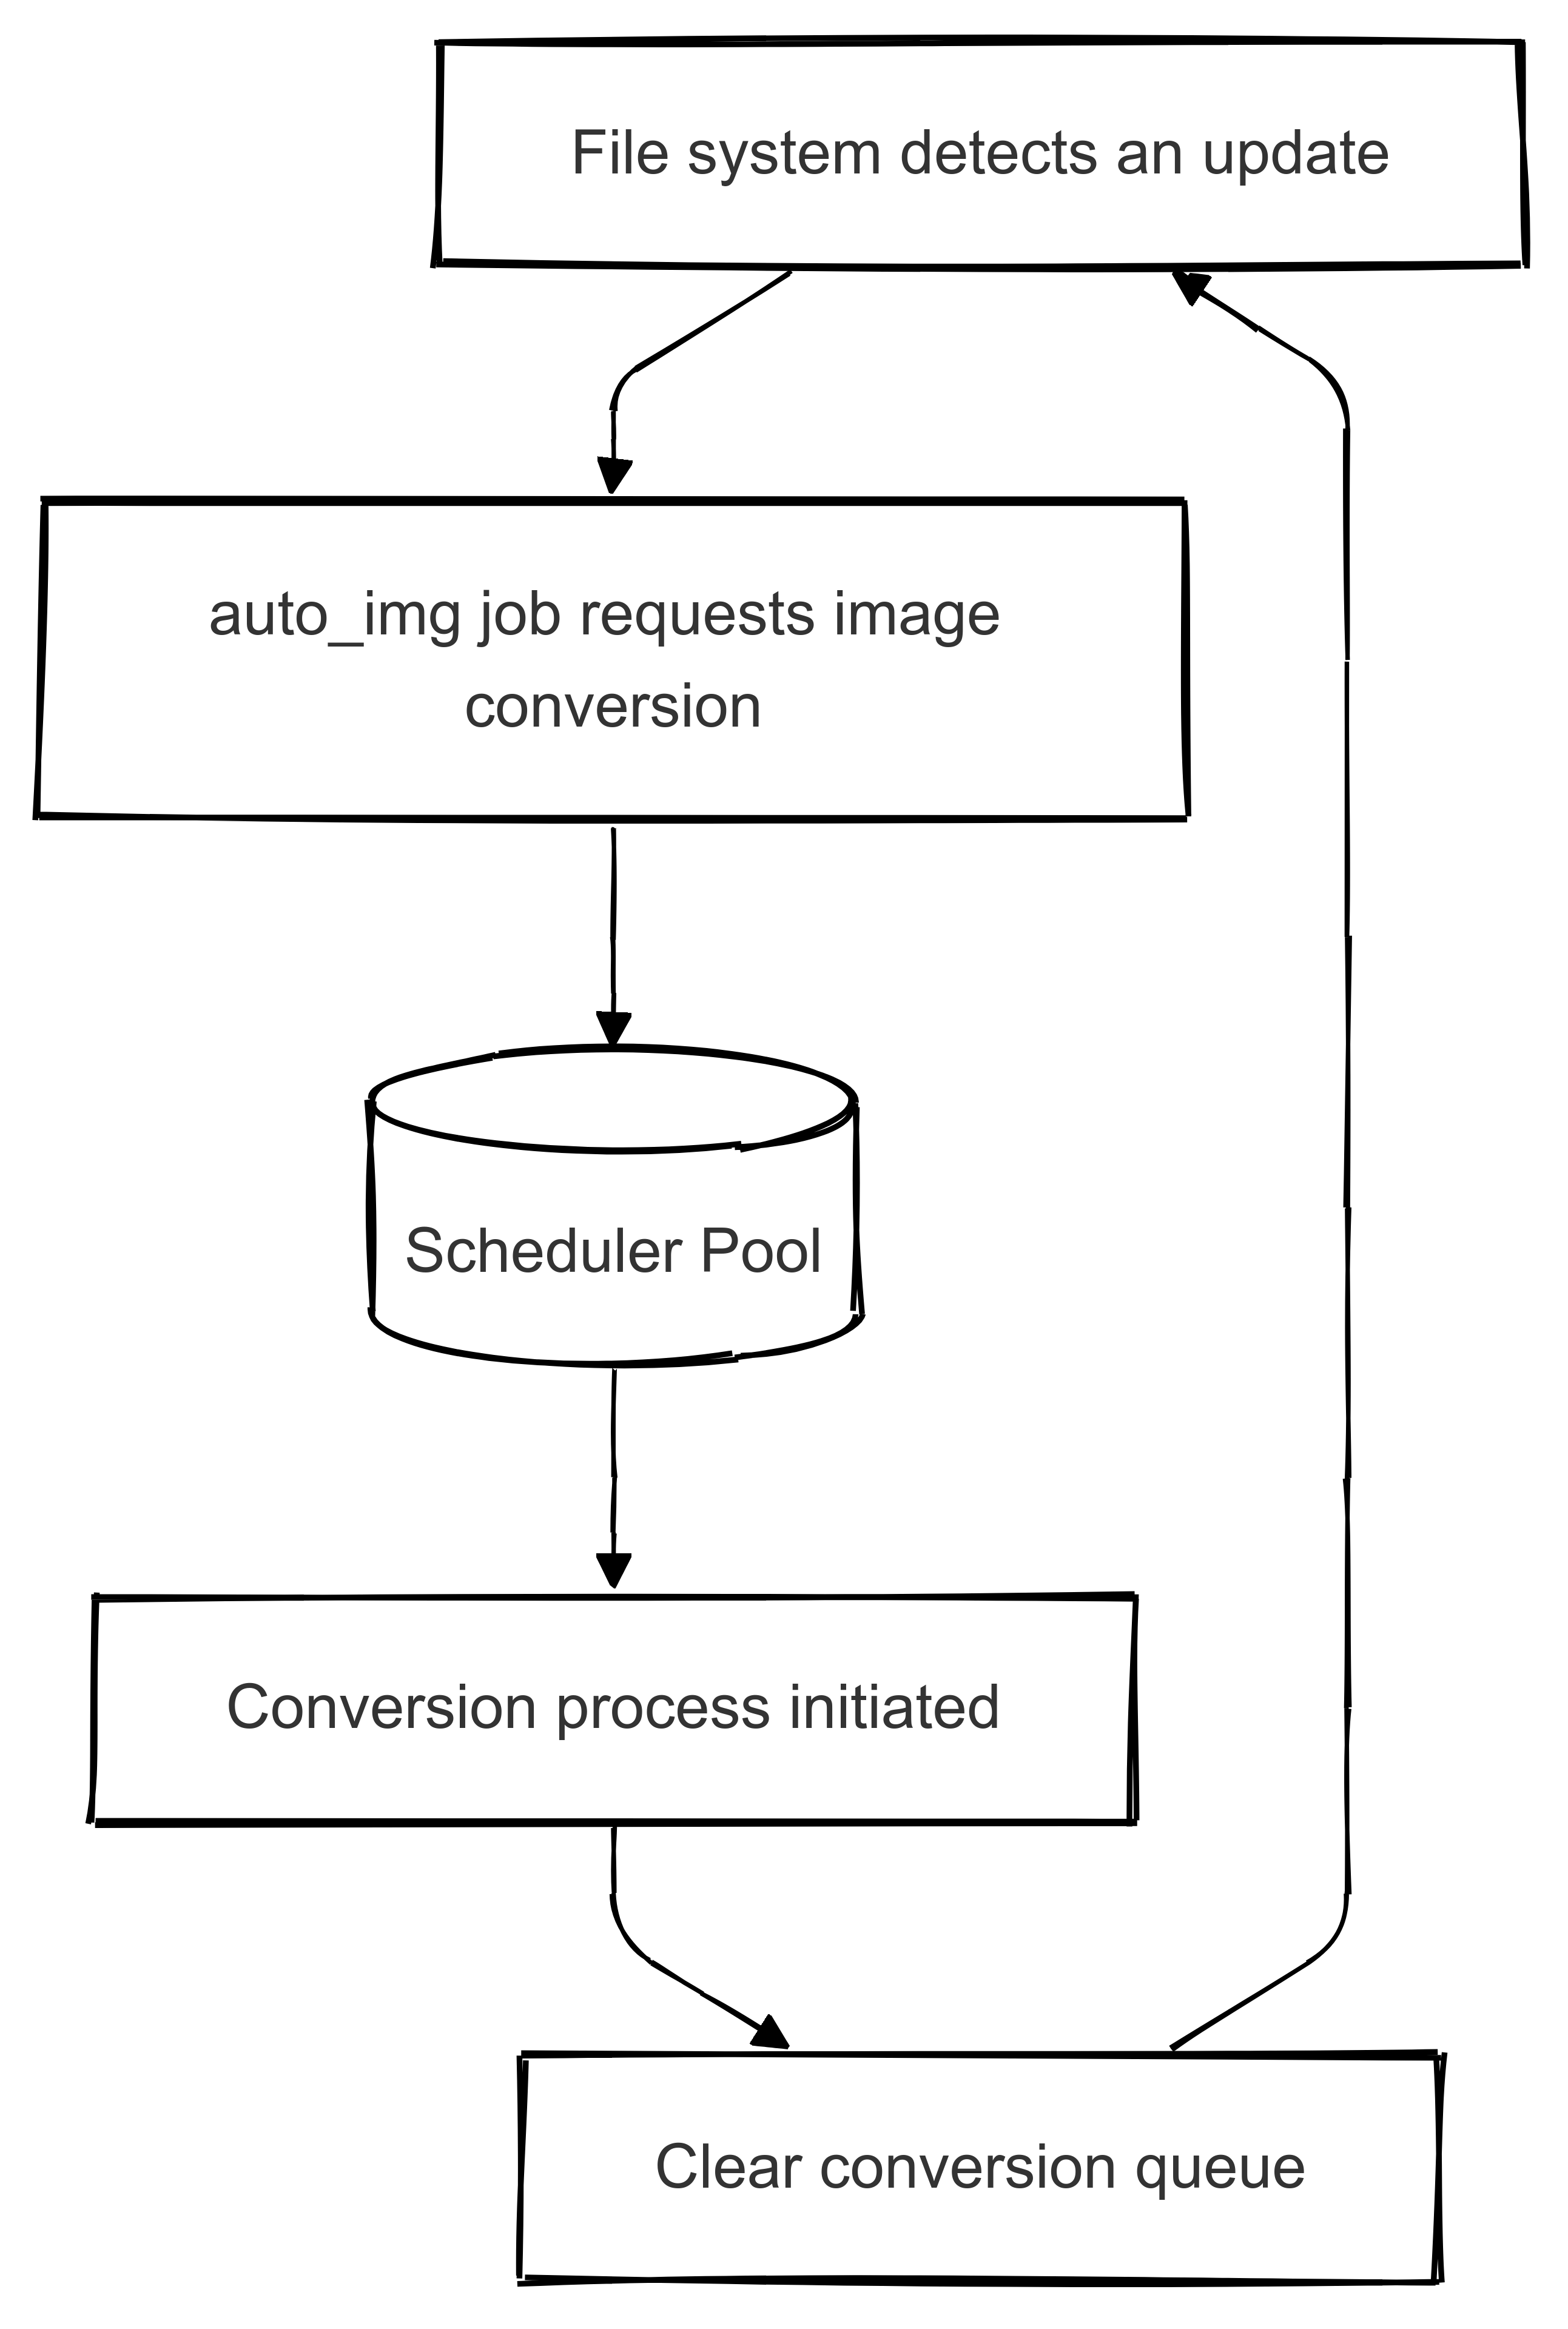 File system detects an update
auto_img job requests image
conversion
Scheduler Pool
Conversion process initiated
Clear conversion queue